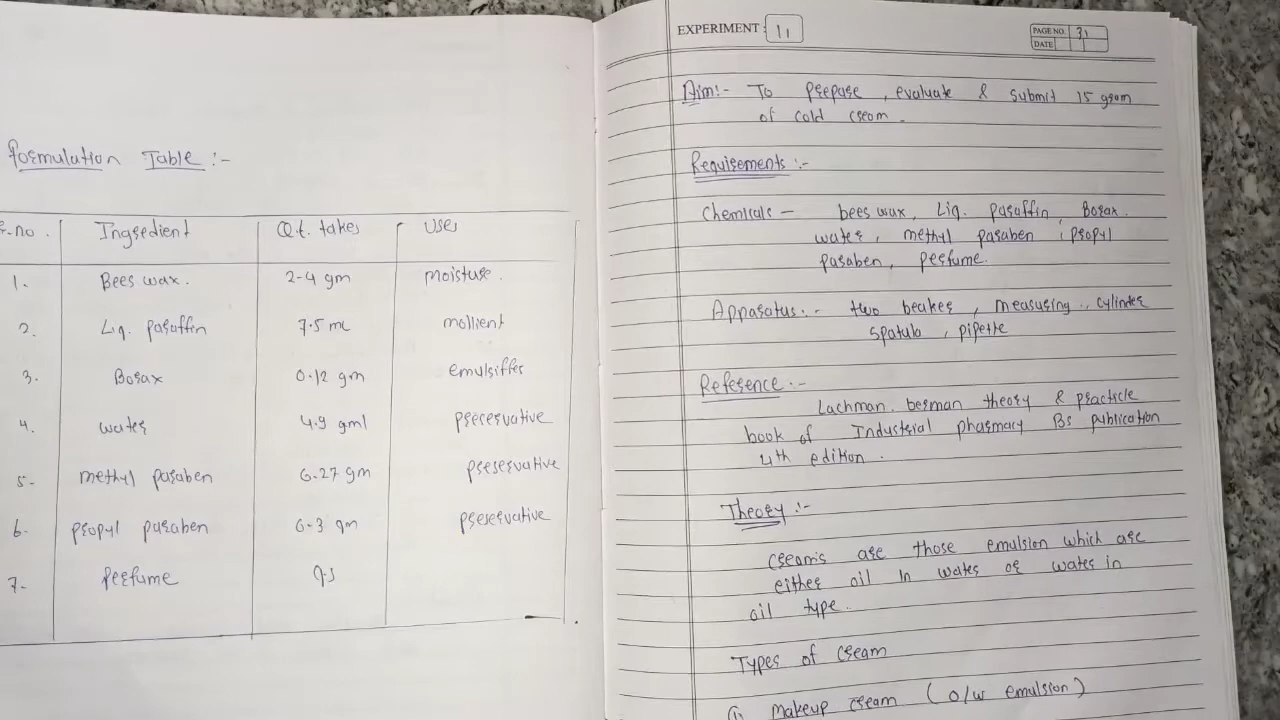 Formulation Table :-
S.no. Ingredient Qt. takes Uses
1. Bees wax. 2-4 gm moisture.
2. Liq. paraffin 7.5 ml mollient
3. Borax 0.12 gm emulsiffer
4. water 4.9 gml preservative
5- methyl paraben 0-27 gm preservative
6. propyl paraben 0-3 gm preservative
7- Perfume q.s
EXPERIMENT : 11
PAGE NO. 31
DATE
Aim:- To prepare, evaluate & submit 15 gram
of cold cream.
Requirements :-
Chemicals - bees wax, Liq. paraffin, Borax.
water, methyl paraben, propyl
paraben, perfume.
Apparatus:- two beaker, measuring, cylinder
spatula, pipette
Reference :-
Lachman. berman theory & practicle
book of Industrial pharmacy Bs publication
4th edition.
Theory :-
Cream's are those emulsion which are
either oil In water or water in
oil type.
Types of Cream
(1) Makeup cream (o/w emulsion)